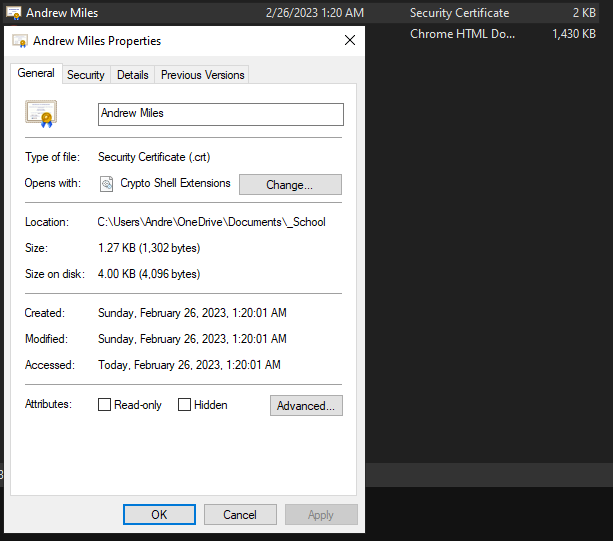 Andrew Miles 2/26/2023 1:20 AM Security Certificate 2 KB
Chrome HTML Do... 1,430 KB
Andrew Miles Properties
General Security Details Previous Versions
Andrew Miles
Type of file: Security Certificate (.crt)
Opens with: Crypto Shell Extensions Change...
Location: C:\Users\Andre\OneDrive\Documents\_School
Size: 1.27 KB (1,302 bytes)
Size on disk: 4.00 KB (4,096 bytes)
Created: Sunday, February 26, 2023, 1:20:01 AM
Modified: Sunday, February 26, 2023, 1:20:01 AM
Accessed: Today, February 26, 2023, 1:20:01 AM
Attributes: Read-only Hidden Advanced...
OK Cancel Apply